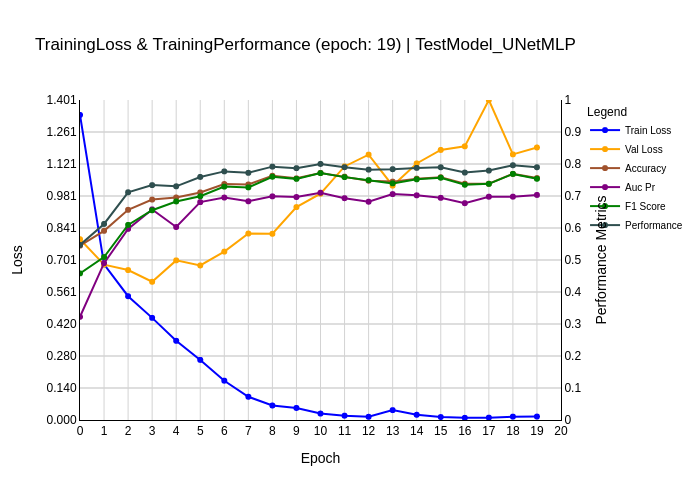 TrainingLoss & TrainingPerformance (epoch: 19) | TestModel_UNetMLP
1.401
1.261
1.121
0.981
0.841
0.701
0.561
0.420
0.280
0.140
0.000
Loss
0 1 2 3 4 5 6 7 8 9 10 11 12 13 14 15 16 17 18 19 20
Epoch
1
0.9
0.8
0.7
0.6
0.5
0.4
0.3
0.2
0.1
0
Performance Metrics
Legend
Train Loss
Val Loss
Accuracy
Auc Pr
F1 Score
Performance